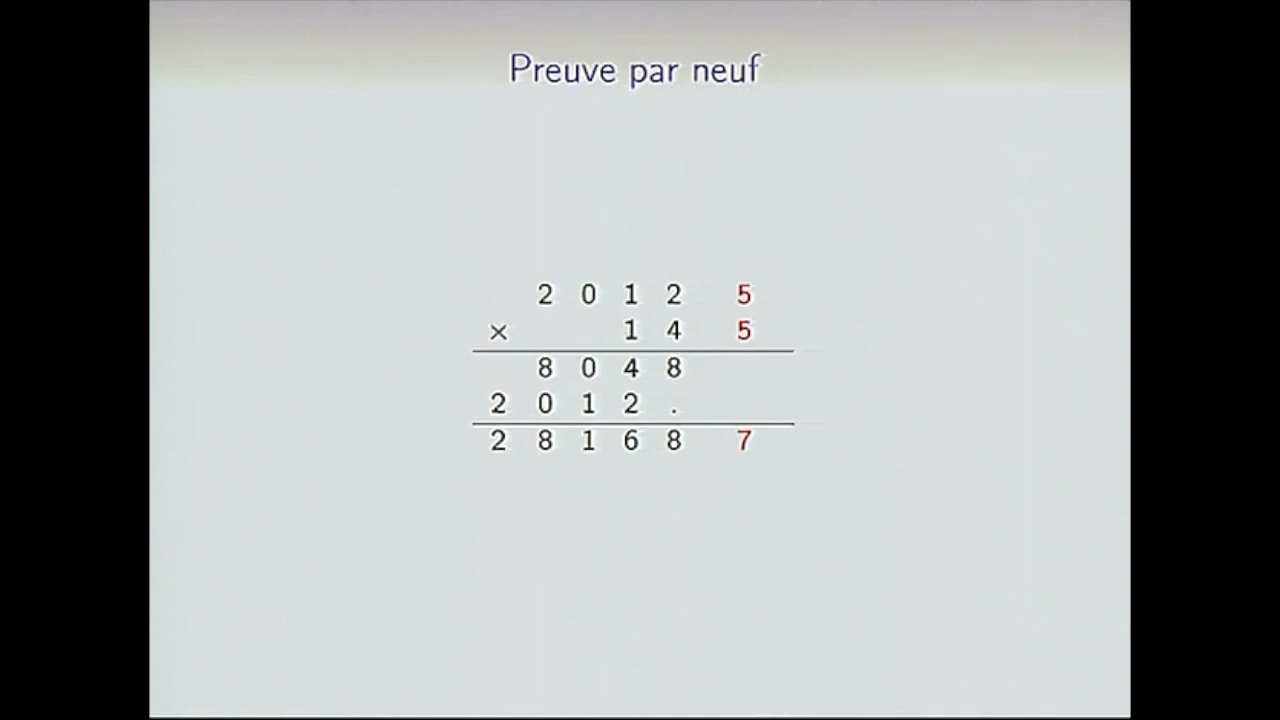 Preuve par neuf
2 0 1 2 5
× 1 4 5
8 0 4 8
2 0 1 2 .
2 8 1 6 8 7